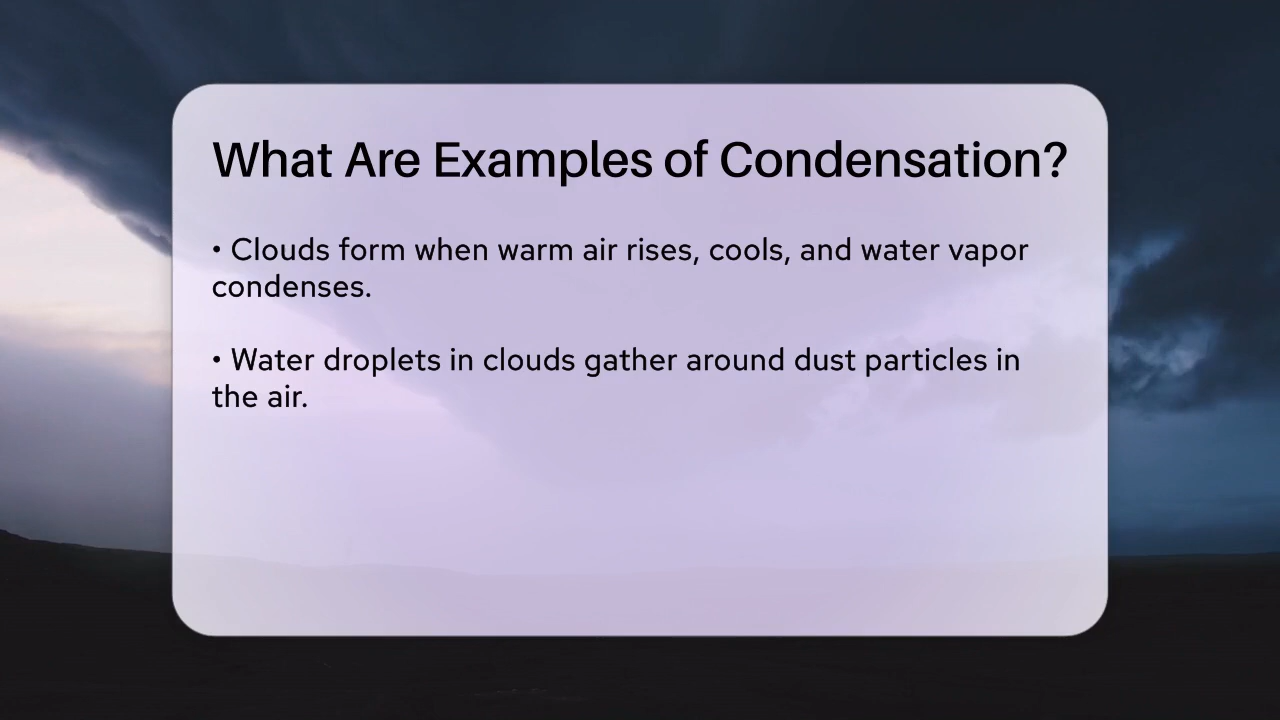 What Are Examples of Condensation?
• Clouds form when warm air rises, cools, and water vapor
condenses.
• Water droplets in clouds gather around dust particles in
the air.